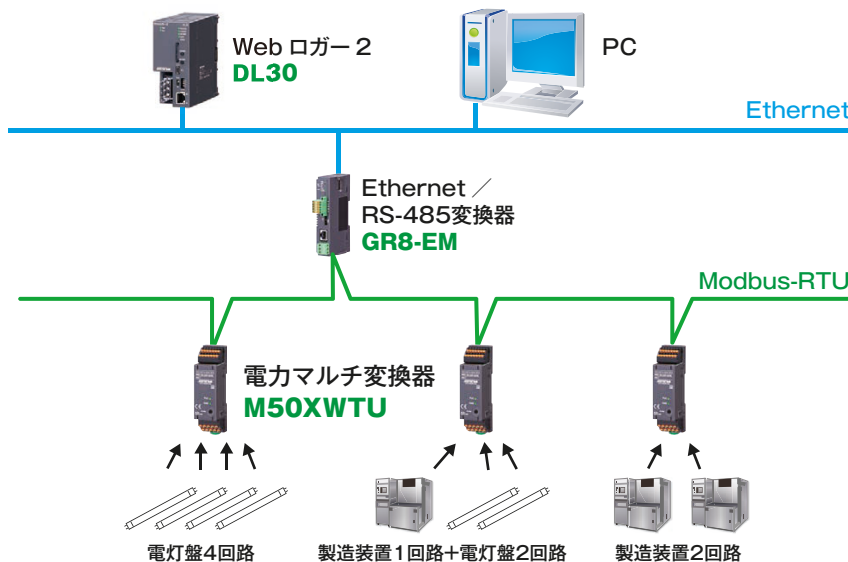 Web ロガー 2
DL30
PC
Ethernet
Ethernet ／
RS-485変換器
GR8-EM
Modbus-RTU
電力マルチ変換器
M50XWTU
電灯盤4回路
製造装置1回路+電灯盤2回路
製造装置2回路